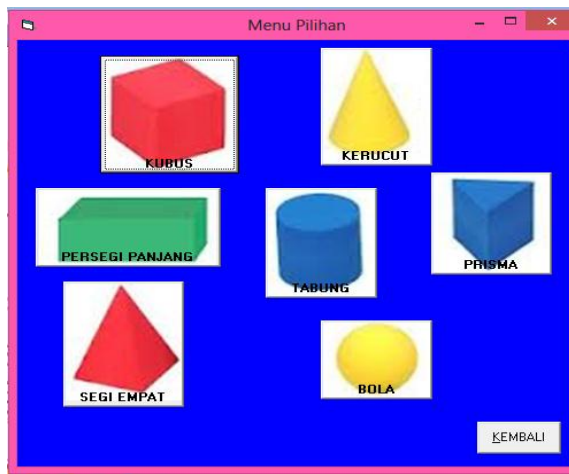 Menu Pilihan
KUBUS
KERUCUT
PERSEGI PANJANG
TABUNG
PRISMA
SEGI EMPAT
BOLA
KEMBALI